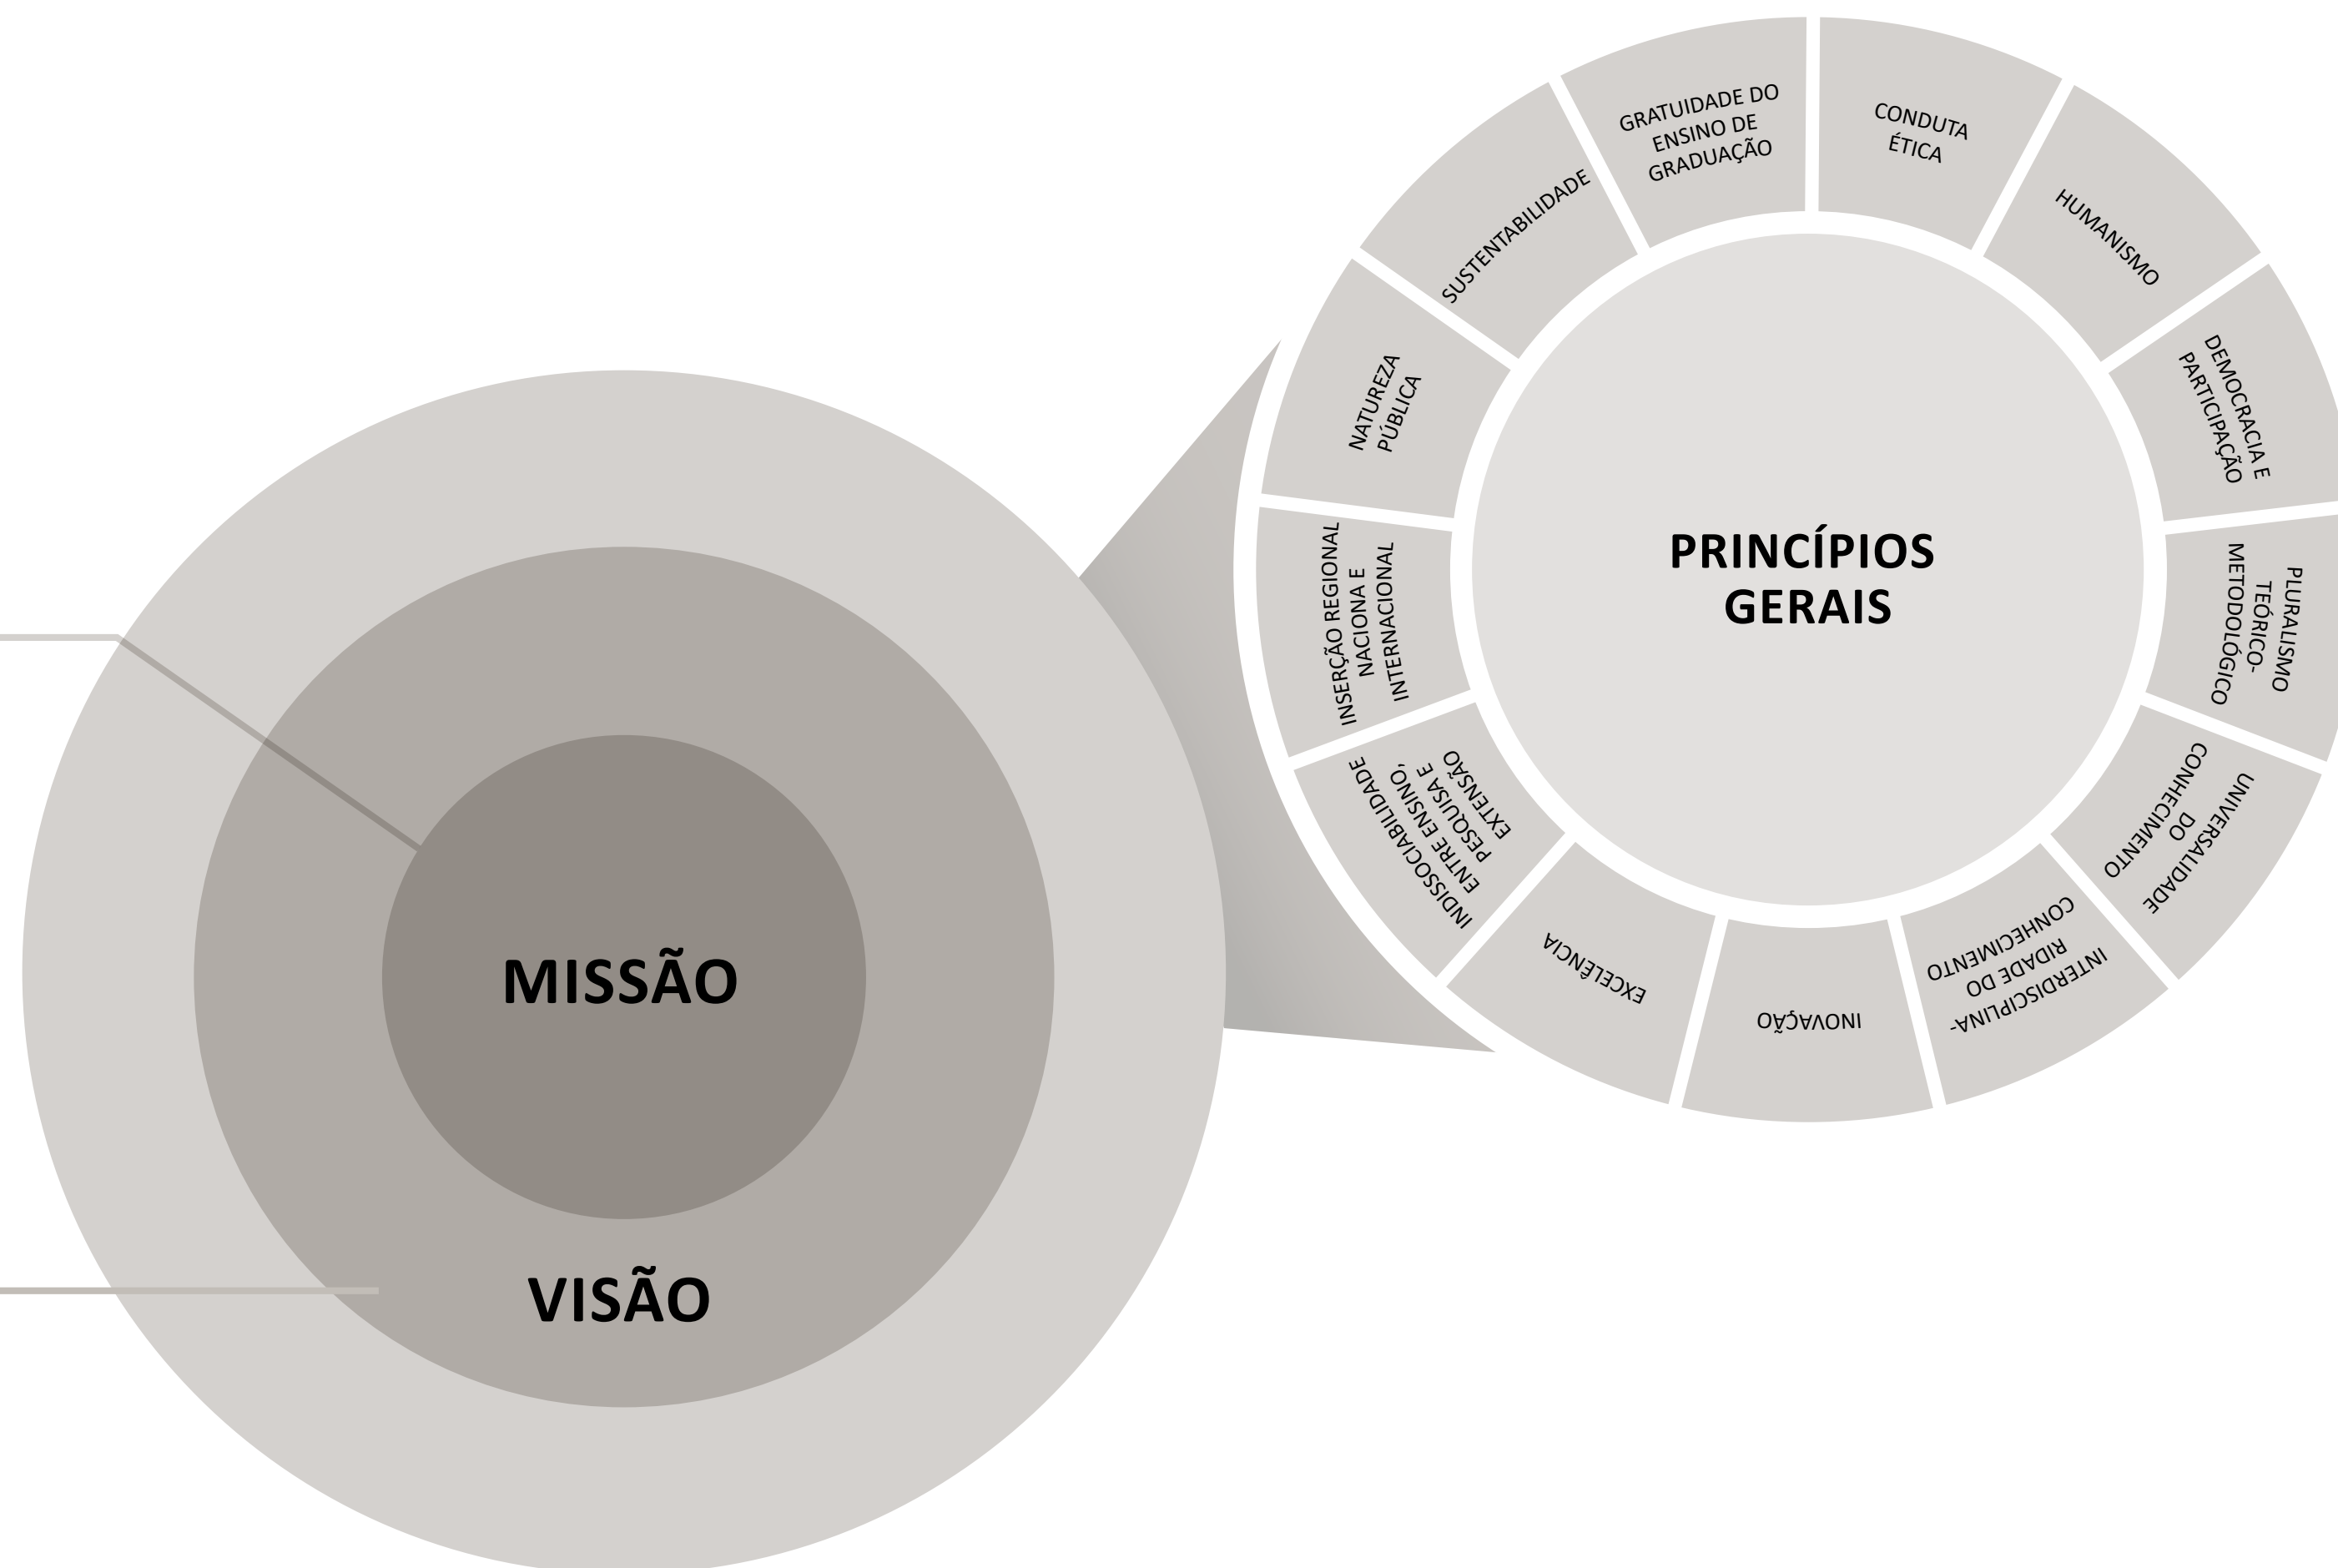 MISSÃO
VISÃO
PRINCÍPIOS
GERAIS
GRATUIDADE DO
ENSINO DE
GRADUAÇÃO
CONDUTA
ÉTICA
HUMANISMO
DEMOCRACIA E
PARTICIPAÇÃO
PLURALISMO
TEÓRICO-
METODOLÓGICO
UNIVERSALIDADE
DO
CONHECIMENTO
INTERDISCIPLINA-
RIDADE DO
CONHECIMENTO
INOVAÇÃO
EXCELÊNCIA
INDISSOCIABILIDADE
ENTRE ENSINO,
PESQUISA E
EXTENSÃO
INSERÇÃO REGIONAL
NACIONA E
INTERNACIONAL
NATUREZA
PÚBLICA
SUSTENTABILIDADE